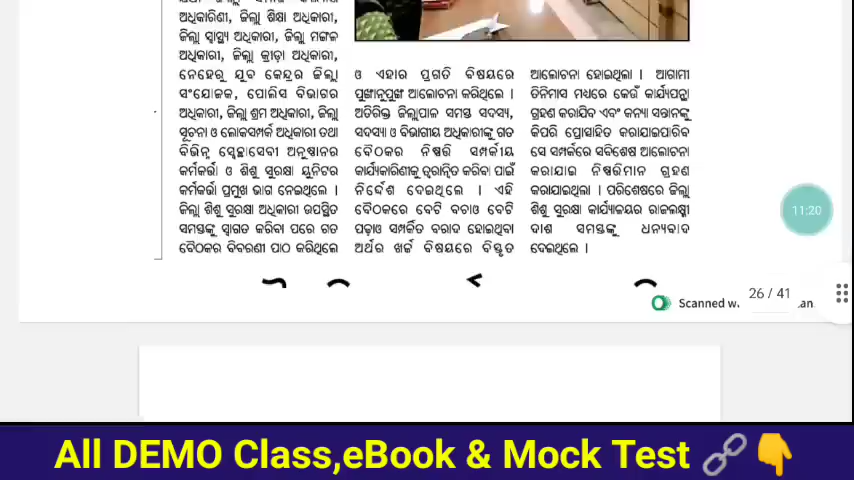 ଅଧିକାରିଣୀ, ଜିଲ୍ଲା ଶିକ୍ଷା ଅଧିକାରୀ,
ଜିଲ୍ଲା ସ୍ୱାସ୍ଥ୍ୟ ଅଧିକାରୀ, ଜିଲ୍ଲା ମଙ୍ଗଳ
ଅଧିକାରୀ, ଜିଲ୍ଲା କ୍ରୀଡ଼ା ଅଧିକାରୀ,
ନେହେରୁ ଯୁବ କେନ୍ଦ୍ରର ଜିଲ୍ଲା
ସଂଯୋଜକ, ପୋଲିସ ବିଭାଗର
ଅଧିକାରୀ, ଜିଲ୍ଲା ଶ୍ରମ ଅଧିକାରୀ, ଜିଲ୍ଲା
ସୂଚନା ଓ ଲୋକସମ୍ପର୍କ ଅଧିକାରୀ ତଥା
ବିଭିନ୍ନ ସ୍ୱେଚ୍ଛାସେବୀ ଅନୁଷ୍ଠାନର
କର୍ମକର୍ତ୍ତା ଓ ଶିଶୁ ସୁରକ୍ଷା ୟୁନିଟର
କର୍ମକର୍ତ୍ତା ପ୍ରମୁଖ ଭାଗ ନେଇଥିଲେ ।
ଜିଲ୍ଲା ଶିଶୁ ସୁରକ୍ଷା ଅଧିକାରୀ ଉପସ୍ଥିତ
ସମସ୍ତଙ୍କୁ ସ୍ୱାଗତ କରିବା ପରେ ଗତ
ବୈଠକର ବିବରଣୀ ପାଠ କରିଥିଲେ
ଓ ଏହାର ପ୍ରଗତି ବିଷୟରେ
ପୁଙ୍ଖାନୁପୁଙ୍ଖ ଆଲୋଚନା କରିଥିଲେ ।
ଅତିରିକ୍ତ ଜିଲ୍ଲାପାଳ ସମସ୍ତ ସଦସ୍ୟ,
ସଦସ୍ୟା ଓ ବିଭାଗୀୟ ଅଧିକାରୀଙ୍କୁ ଗତ
ବୈଠକର ନିଷ୍ପତ୍ତି ସମ୍ପର୍କୀୟ
କାର୍ଯ୍ୟକାରିଣୀକୁ ତ୍ୱରାନ୍ୱିତ କରିବା ପାଇଁ
ନିର୍ଦ୍ଦେଶ ଦେଇଥିଲେ । ଏହି
ବୈଠକରେ ବେଟି ବଚାଓ ବେଟି
ପଢ଼ାଓ ସମ୍ପର୍କିତ ବରାଦ ହୋଇଥିବା
ଅର୍ଥର ଖର୍ଚ୍ଚ ବିଷୟରେ ବିସ୍ତୃତ
ଆଲୋଚନା ହୋଇଥିଲା । ଆଗାମୀ
ତିନିମାସ ମଧ୍ୟରେ କେଉଁ କାର୍ଯ୍ୟପନ୍ଥା
ଗ୍ରହଣ କରାଯିବ ଏବଂ କନ୍ୟା ସନ୍ତାନଙ୍କୁ
କିପରି ପ୍ରୋତ୍ସାହିତ କରାଯାଇପାରିବ
ସେ ସମ୍ପର୍କରେ ସବିଶେଷ ଆଲୋଚନା
କରାଯାଇ ନିଷ୍ପତ୍ତିମାନ ଗ୍ରହଣ
କରାଯାଇଥିଲା । ପରିଶେଷରେ ଜିଲ୍ଲା
ଶିଶୁ ସୁରକ୍ଷା କାର୍ଯ୍ୟାଳୟର ରାଜଲକ୍ଷ୍ମୀ
ଦାଶ ସମସ୍ତଙ୍କୁ ଧନ୍ୟବାଦ
ଦେଇଥିଲେ ।
11:20
26 / 41
Scanned
All DEMO Class,eBook & Mock Test